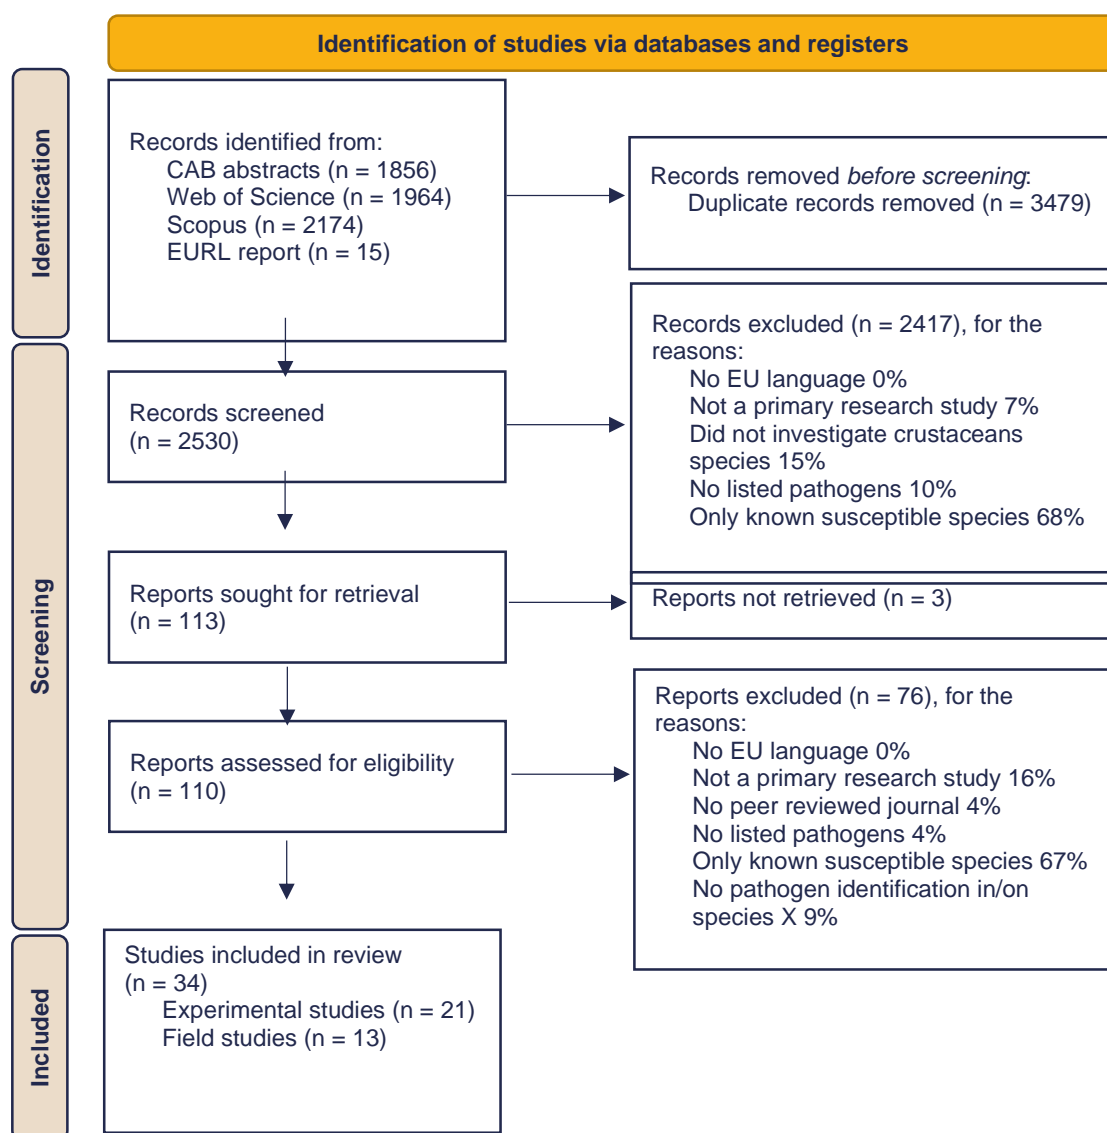 Identification of studies via databases and registers
Identification
Records identified from:
CAB abstracts (n = 1856)
Web of Science (n = 1964)
Scopus (n = 2174)
EURL report (n = 15)
Records removed before screening:
Duplicate records removed (n = 3479)
Screening
Records screened
(n = 2530)
Records excluded (n = 2417), for the
reasons:
No EU language 0%
Not a primary research study 7%
Did not investigate crustaceans
species 15%
No listed pathogens 10%
Only known susceptible species 68%
Reports sought for retrieval
(n = 113)
Reports not retrieved (n = 3)
Reports assessed for eligibility
(n = 110)
Reports excluded (n = 76), for the
reasons:
No EU language 0%
Not a primary research study 16%
No peer reviewed journal 4%
No listed pathogens 4%
Only known susceptible species 67%
No pathogen identification in/on
species X 9%
Included
Studies included in review
(n = 34)
Experimental studies (n = 21)
Field studies (n = 13)